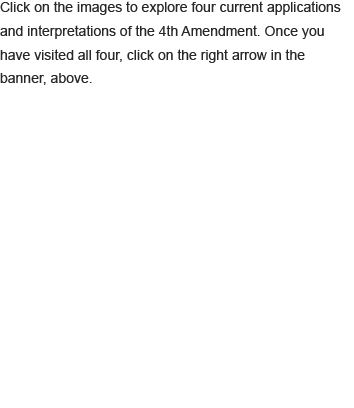 Click on the images to explore four current applications
and interpretations of the 4th Amendment. Once you
have visited all four, click on the right arrow in the
banner, above.